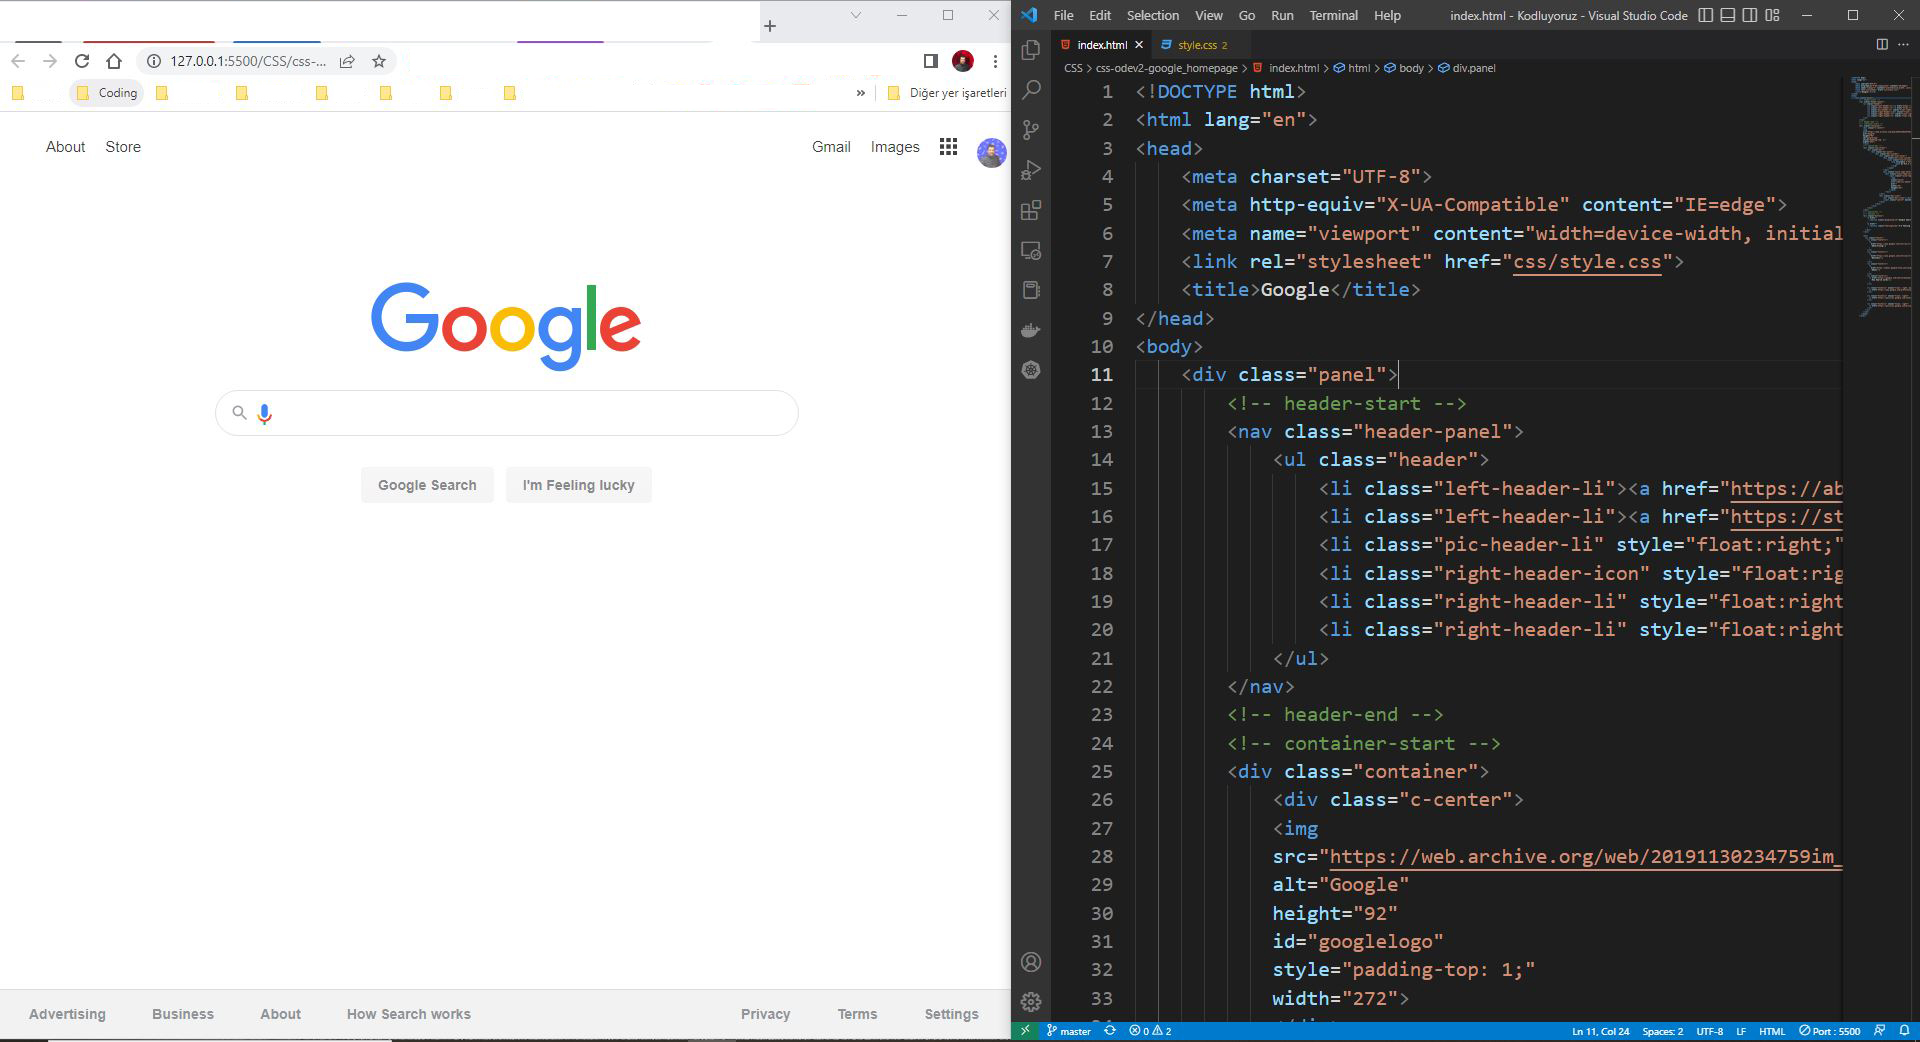 127.0.0.1:5500/CSS/css-...
Coding
»
Diğer yer işaretleri
About Store
Gmail Images
Google
Google Search I'm Feeling lucky
Advertising Business About How Search works
Privacy Terms Settings
File Edit Selection View Go Run Terminal Help
index.html - Kodluyoruz - Visual Studio Code
index.html
style.css 2
CSS > css-odev2-google_homepage > index.html > html > body > div.panel
1 <!DOCTYPE html>
2 <html lang="en">
3 <head>
4 <meta charset="UTF-8">
5 <meta http-equiv="X-UA-Compatible" content="IE=edge">
6 <meta name="viewport" content="width=device-width, initial
7 <link rel="stylesheet" href="css/style.css">
8 <title>Google</title>
9 </head>
10 <body>
11 <div class="panel">
12 <!-- header-start -->
13 <nav class="header-panel">
14 <ul class="header">
15 <li class="left-header-li"><a href="https://ab
16 <li class="left-header-li"><a href="https://st
17 <li class="pic-header-li" style="float:right;"
18 <li class="right-header-icon" style="float:rig
19 <li class="right-header-li" style="float:right
20 <li class="right-header-li" style="float:right
21 </ul>
22 </nav>
23 <!-- header-end -->
24 <!-- container-start -->
25 <div class="container">
26 <div class="c-center">
27 <img
28 src="https://web.archive.org/web/20191130234759im_
29 alt="Google"
30 height="92"
31 id="googlelogo"
32 style="padding-top: 1;"
33 width="272">
master 0 2
Ln 11, Col 24 Spaces: 2 UTF-8 LF HTML Port : 5500